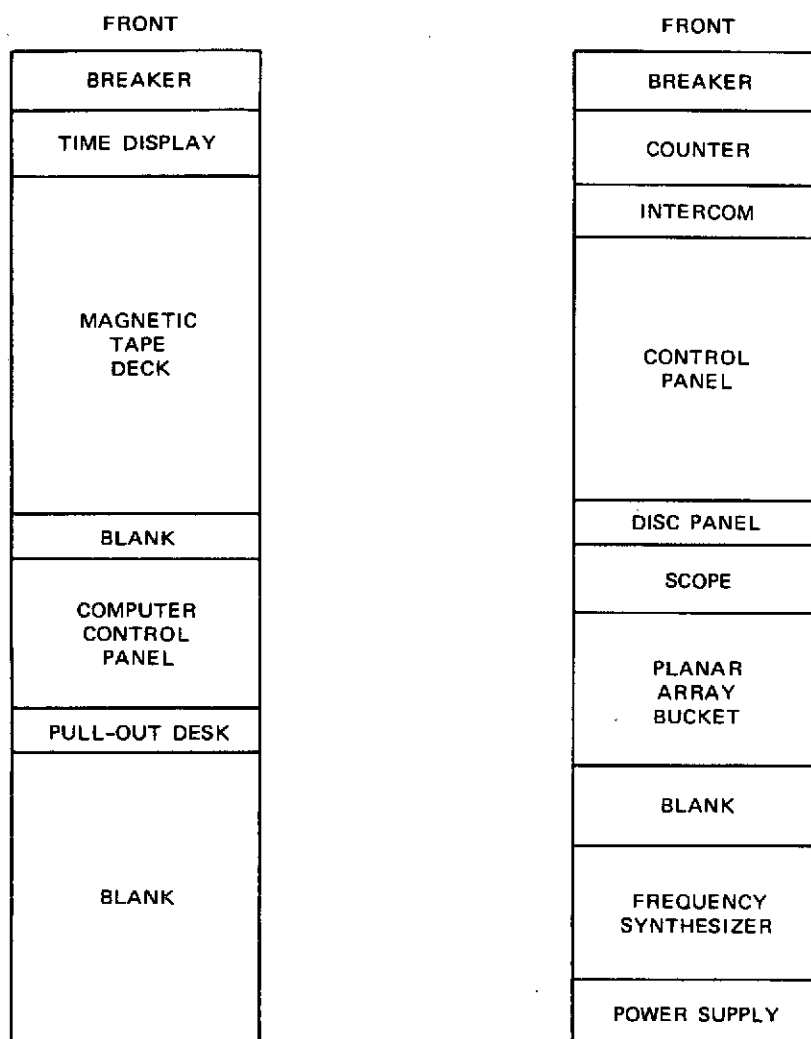 FRONT
BREAKER
TIME DISPLAY
MAGNETIC
TAPE
DECK
BLANK
COMPUTER
CONTROL
PANEL
PULL-OUT DESK
BLANK
FRONT
BREAKER
COUNTER
INTERCOM
CONTROL
PANEL
DISC PANEL
SCOPE
PLANAR
ARRAY
BUCKET
BLANK
FREQUENCY
SYNTHESIZER
POWER SUPPLY